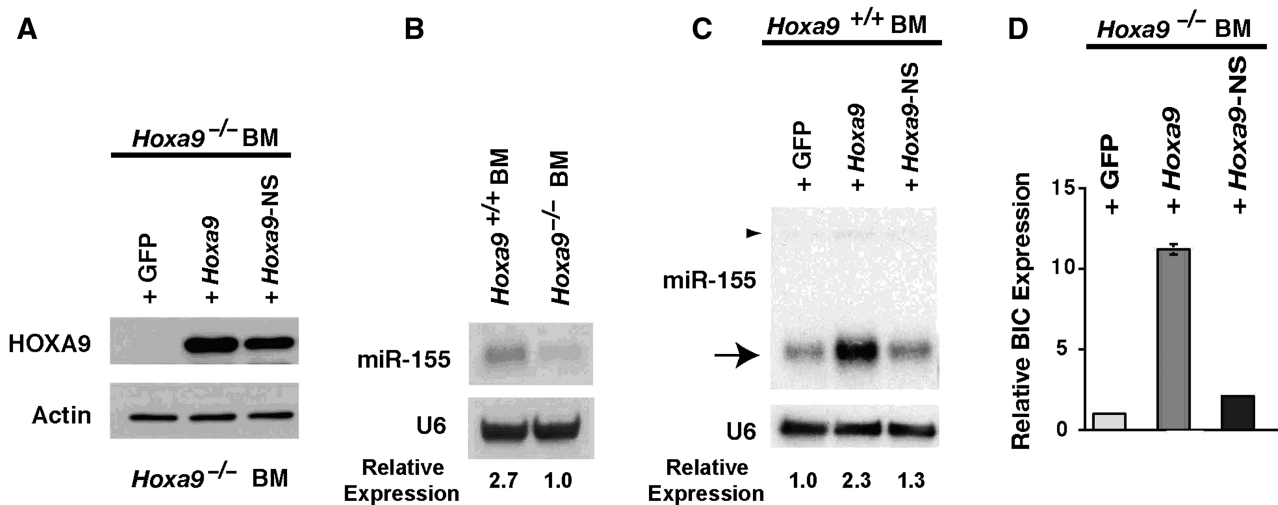 A
Hoxa9 −/− BM
+ GFP
+ Hoxa9
+ Hoxa9-NS
HOXA9
Actin
Hoxa9 −/− BM
B
Hoxa9 +/+ BM
Hoxa9 −/− BM
miR-155
U6
Relative
Expression
2.7 1.0
C
Hoxa9 +/+ BM
+ GFP
+ Hoxa9
+ Hoxa9-NS
miR-155
U6
Relative
Expression
1.0 2.3 1.3
D
Hoxa9 −/− BM
+ GFP
+ Hoxa9
+ Hoxa9-NS
Relative BIC Expression
15
10
5
0